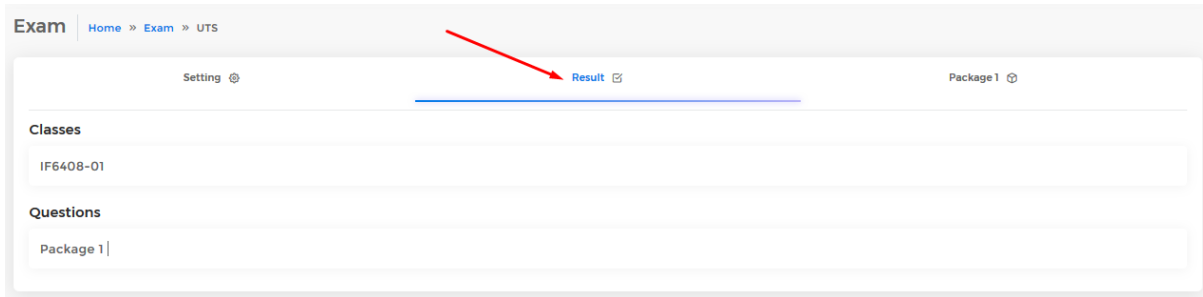 Exam Home » Exam » UTS
Setting Result Package 1
Classes
IF6408-01
Questions
Package 1